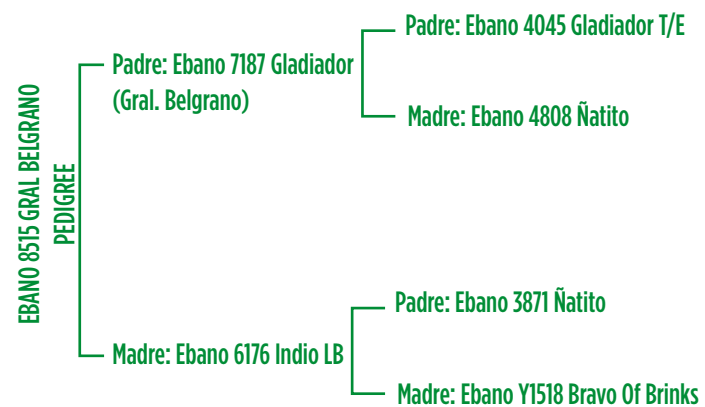 EBANO 8515 GRAL BELGRANO
PEDIGREE
Padre: Ebano 7187 Gladiador
(Gral. Belgrano)
Padre: Ebano 4045 Gladiador T/E
Madre: Ebano 4808 Ñatito
Madre: Ebano 6176 Indio LB
Padre: Ebano 3871 Ñatito
Madre: Ebano Y1518 Bravo Of Brinks